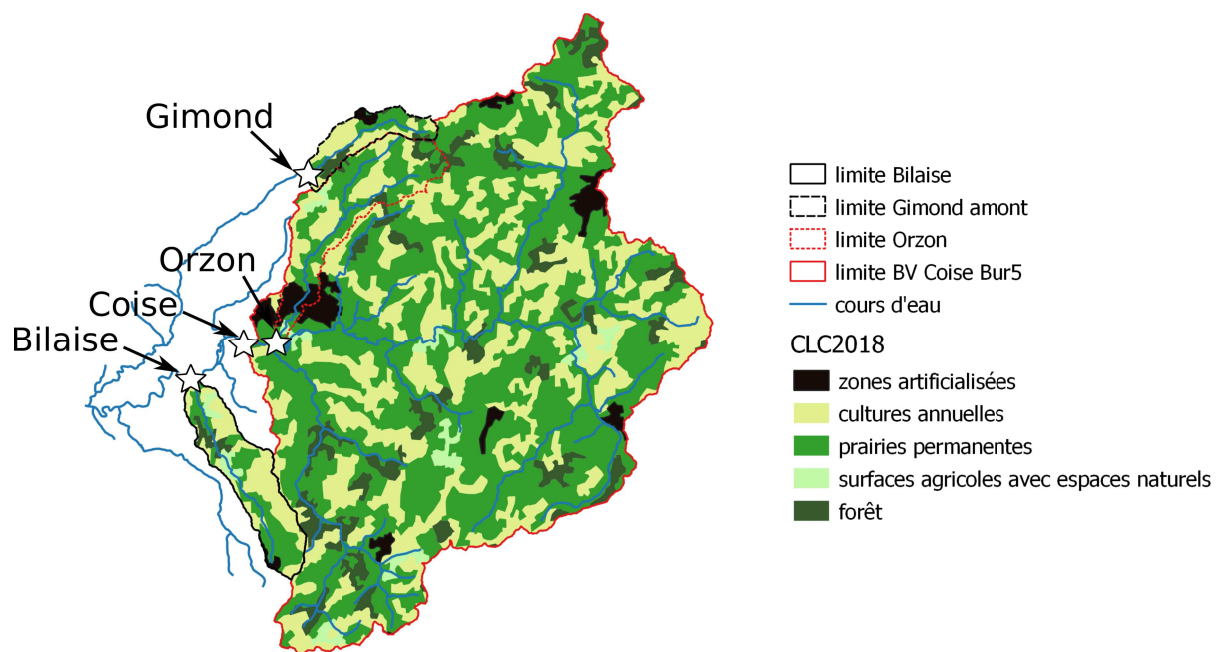 Gimond
Orzon
Coise
Bilaise
limite Bilaise
limite Gimond amont
limite Orzon
limite BV Coise Bur5
cours d'eau
CLC2018
zones artificialisées
cultures annuelles
prairies permanentes
surfaces agricoles avec espaces naturels
forêt